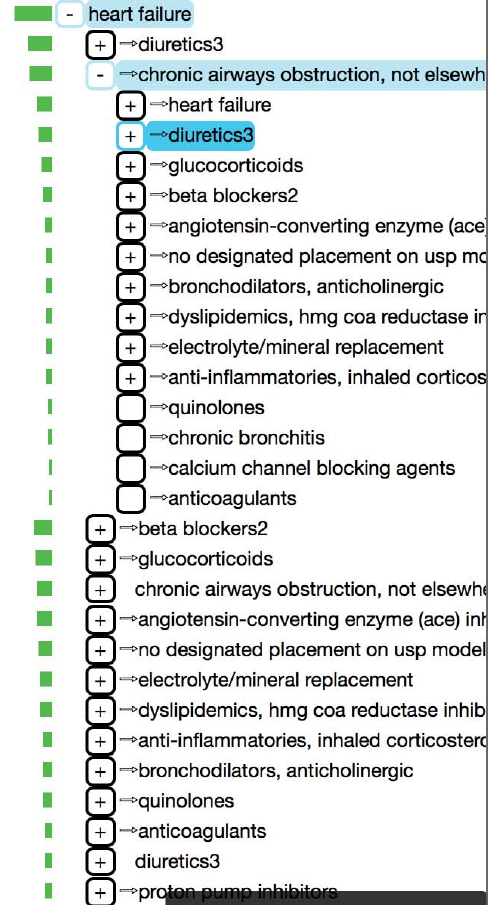 - heart failure
+ ⇒diuretics3
- ⇒chronic airways obstruction, not elsewh
+ ⇒heart failure
+ ⇒diuretics3
+ ⇒glucocorticoids
+ ⇒beta blockers2
+ ⇒angiotensin-converting enzyme (ace)
+ ⇒no designated placement on usp mo
+ ⇒bronchodilators, anticholinergic
+ ⇒dyslipidemics, hmg coa reductase in
+ ⇒electrolyte/mineral replacement
+ ⇒anti-inflammatories, inhaled corticos
⇒quinolones
⇒chronic bronchitis
⇒calcium channel blocking agents
⇒anticoagulants
+ ⇒beta blockers2
+ ⇒glucocorticoids
+ chronic airways obstruction, not elsewhe
+ ⇒angiotensin-converting enzyme (ace) inh
+ ⇒no designated placement on usp model
+ ⇒electrolyte/mineral replacement
+ ⇒dyslipidemics, hmg coa reductase inhib
+ ⇒anti-inflammatories, inhaled corticostero
+ ⇒bronchodilators, anticholinergic
+ ⇒quinolones
+ ⇒anticoagulants
+ diuretics3
+ ⇒proton pump inhibitors